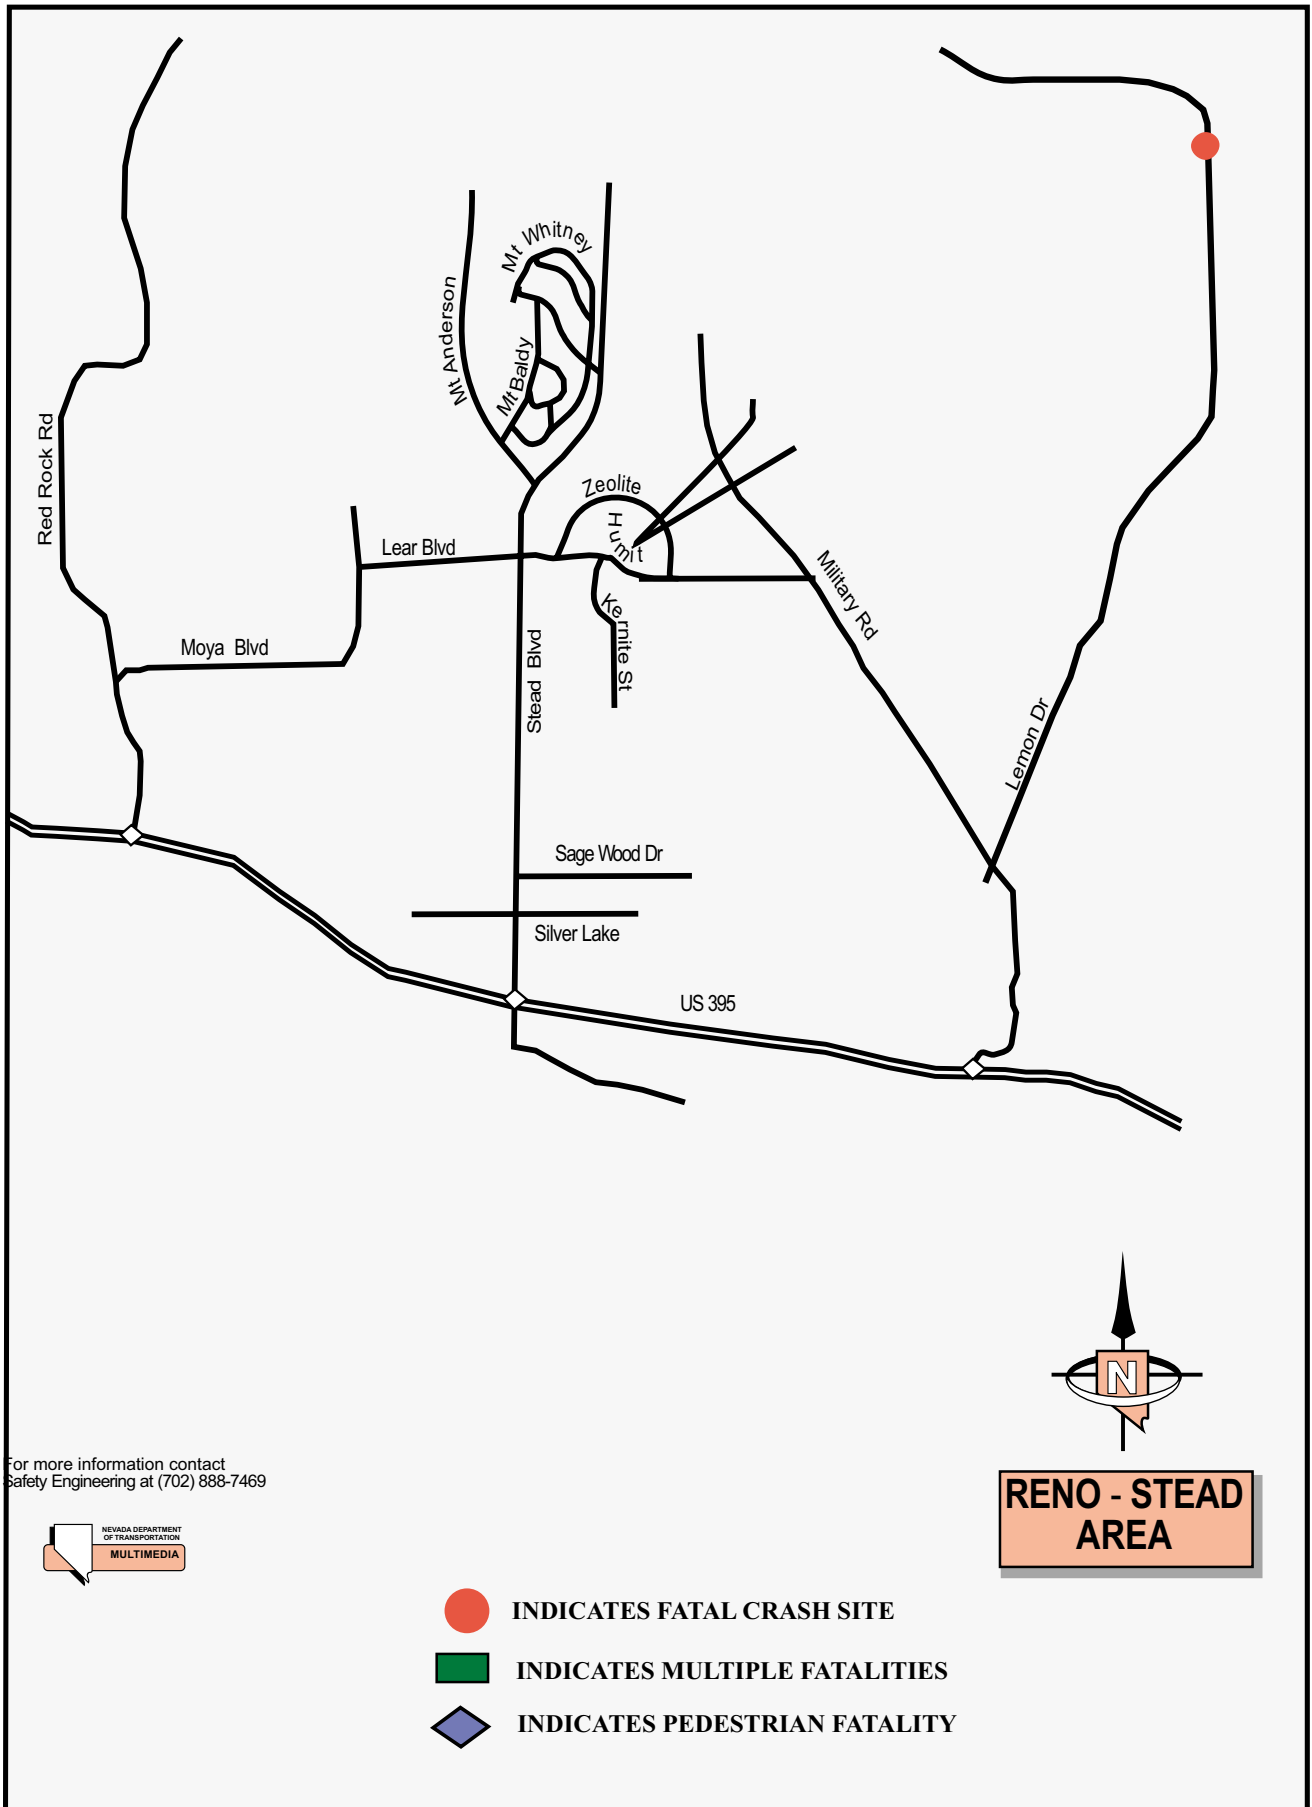 Mt Whitney
Mt Anderson
Mt Baldy
Red Rock Rd
Zeolite
Humit
Lear Blvd
Military Rd
Kernite St
Moya Blvd
Stead Blvd
Lemon Dr
Sage Wood Dr
Silver Lake
US 395
N
For more information contact
Safety Engineering at (702) 888-7469
RENO - STEAD
AREA
NEVADA DEPARTMENT
OF TRANSPORTATION
MULTIMEDIA
INDICATES FATAL CRASH SITE
INDICATES MULTIPLE FATALITIES
INDICATES PEDESTRIAN FATALITY